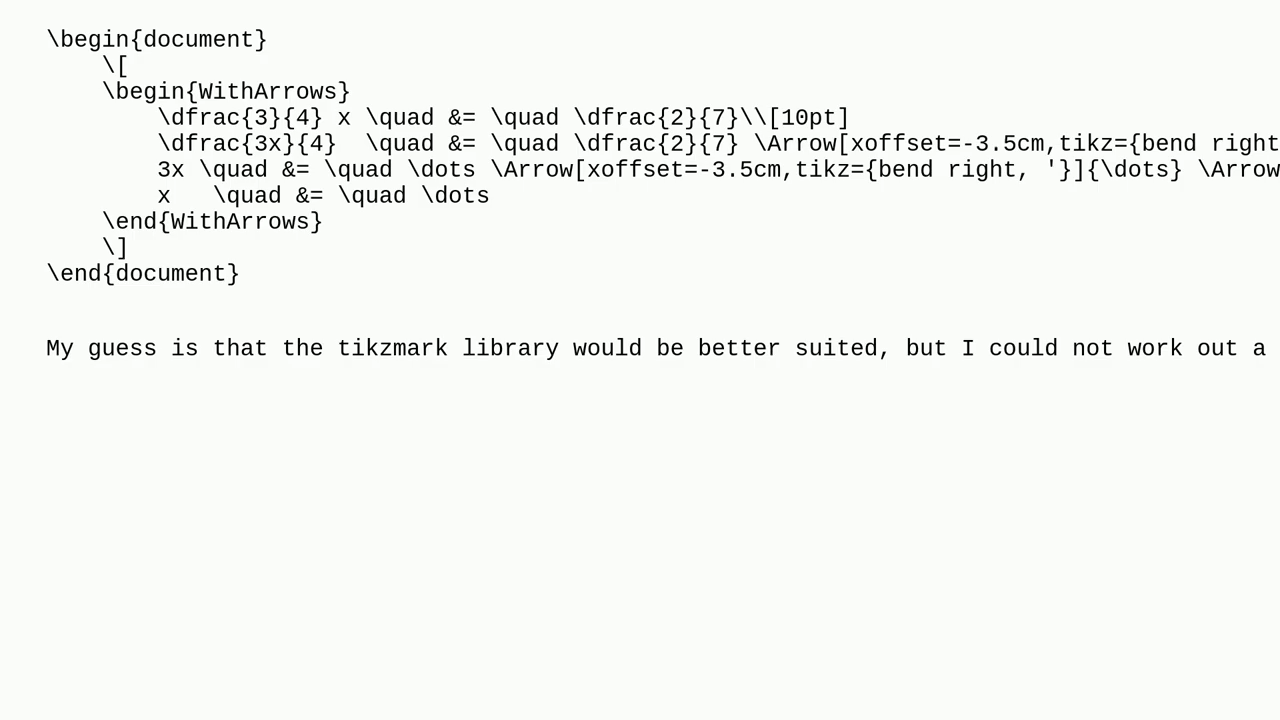 \begin{document}
    \[
    \begin{WithArrows}
        \dfrac{3}{4} x \quad &= \quad \dfrac{2}{7}\\[10pt]
        \dfrac{3x}{4}  \quad &= \quad \dfrac{2}{7} \Arrow[xoffset=-3.5cm,tikz={bend right
        3x \quad &= \quad \dots \Arrow[xoffset=-3.5cm,tikz={bend right, '}]{\dots} \Arrow
        x   \quad &= \quad \dots
    \end{WithArrows}
    \]
\end{document}
My guess is that the tikzmark library would be better suited, but I could not work out a